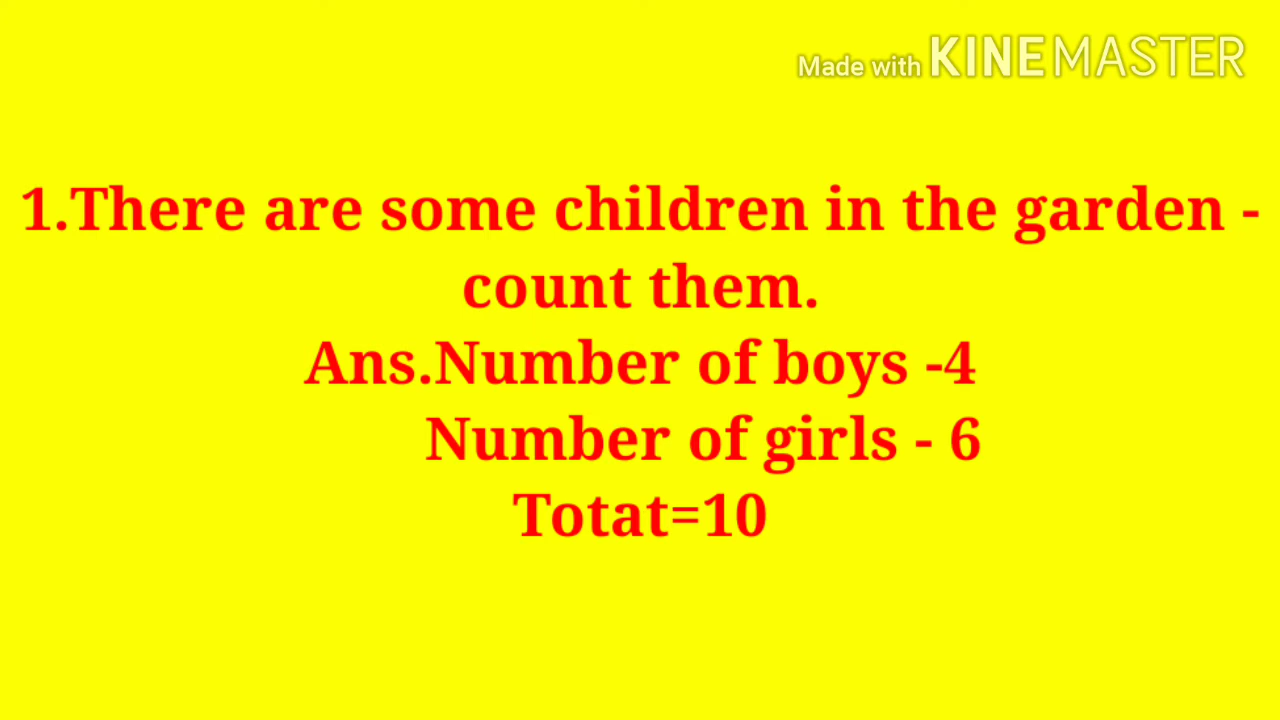 Made with KINEMASTER
1.There are some children in the garden -
count them.
Ans.Number of boys -4
Number of girls - 6
Totat=10